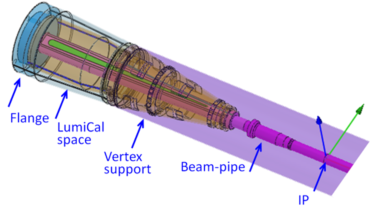 Flange
LumiCal
space
Vertex
support
Beam-pipe
IP